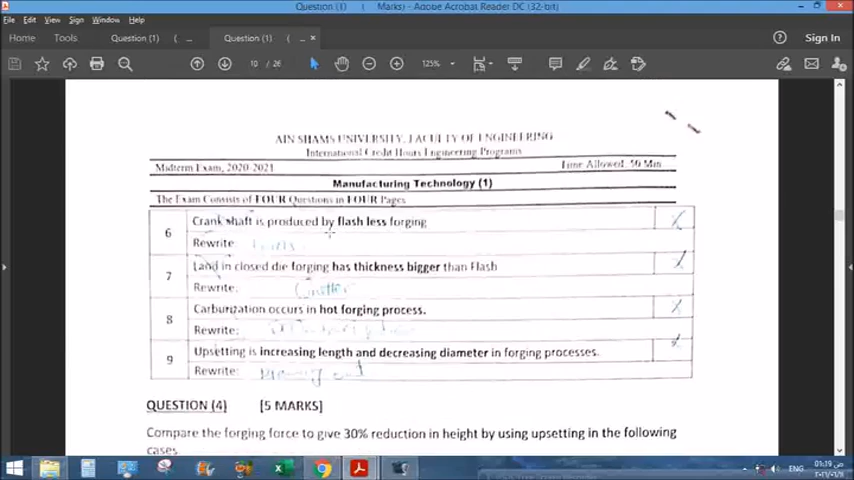 Question (1) ( Marks) - Adobe Acrobat Reader DC (32-bit)
File Edit View Sign Window Help
Home Tools Question (1) (... Question (1) (... × Sign In
10 / 26 125%
AIN SHAMS UNIVERSITY, FACULTY OF ENGINEERING
International Credit Hours Engineering Programs
Midterm Exam, 2020-2021 Time Allowed, 50 Min
Manufacturing Technology (1)
The Exam Consists of FOUR Questions in FOUR Pages.
6 Crank shaft is produced by flash less forging X
Rewrite:
7 Land in closed die forging has thickness bigger than Flash X
Rewrite:
8 Carburization occurs in hot forging process. X
Rewrite:
9 Upsetting is increasing length and decreasing diameter in forging processes. X
Rewrite: Drawing out
QUESTION (4) [5 MARKS]
Compare the forging force to give 30% reduction in height by using upsetting in the following
cases.
ENG